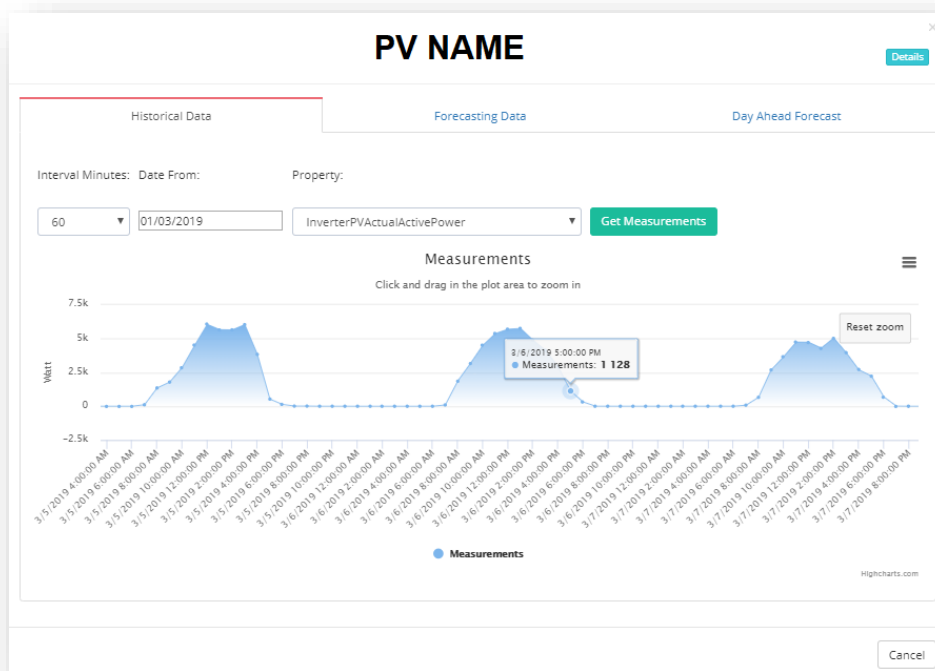 PV NAME
Details
Historical Data Forecasting Data Day Ahead Forecast
Interval Minutes: Date From: Property:
60 01/03/2019 InverterPVActualActivePower Get Measurements
Measurements
Click and drag in the plot area to zoom in
7.5k
Reset zoom
5k
3/6/2019 5:00:00 PM
Measurements: 1 128
Watt
2.5k
0
−2.5k
3/5/2019 4:00:00 AM
3/5/2019 6:00:00 AM
3/5/2019 8:00:00 AM
3/5/2019 10:00:00 AM
3/5/2019 12:00:00 PM
3/5/2019 2:00:00 PM
3/5/2019 4:00:00 PM
3/5/2019 6:00:00 PM
3/5/2019 8:00:00 PM
3/5/2019 10:00:00 PM
3/6/2019 12:00:00 AM
3/6/2019 2:00:00 AM
3/6/2019 4:00:00 AM
3/6/2019 6:00:00 AM
3/6/2019 8:00:00 AM
3/6/2019 10:00:00 AM
3/6/2019 12:00:00 PM
3/6/2019 2:00:00 PM
3/6/2019 4:00:00 PM
3/6/2019 6:00:00 PM
3/6/2019 8:00:00 PM
3/6/2019 10:00:00 PM
3/7/2019 12:00:00 AM
3/7/2019 2:00:00 AM
3/7/2019 4:00:00 AM
3/7/2019 6:00:00 AM
3/7/2019 8:00:00 AM
3/7/2019 10:00:00 AM
3/7/2019 12:00:00 PM
3/7/2019 2:00:00 PM
3/7/2019 4:00:00 PM
3/7/2019 6:00:00 PM
3/7/2019 8:00:00 PM
Measurements
Highcharts.com
Cancel